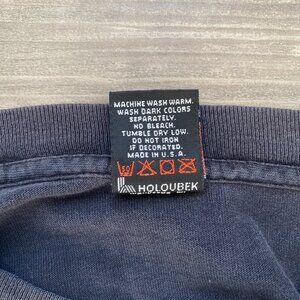 MACHINE WASH WARM.
WASH DARK COLORS
SEPARATELY.
NO BLEACH.
TUMBLE DRY LOW.
DO NOT IRON
IF DECORATED.
MADE IN U.S.A.
HOLOUBEK